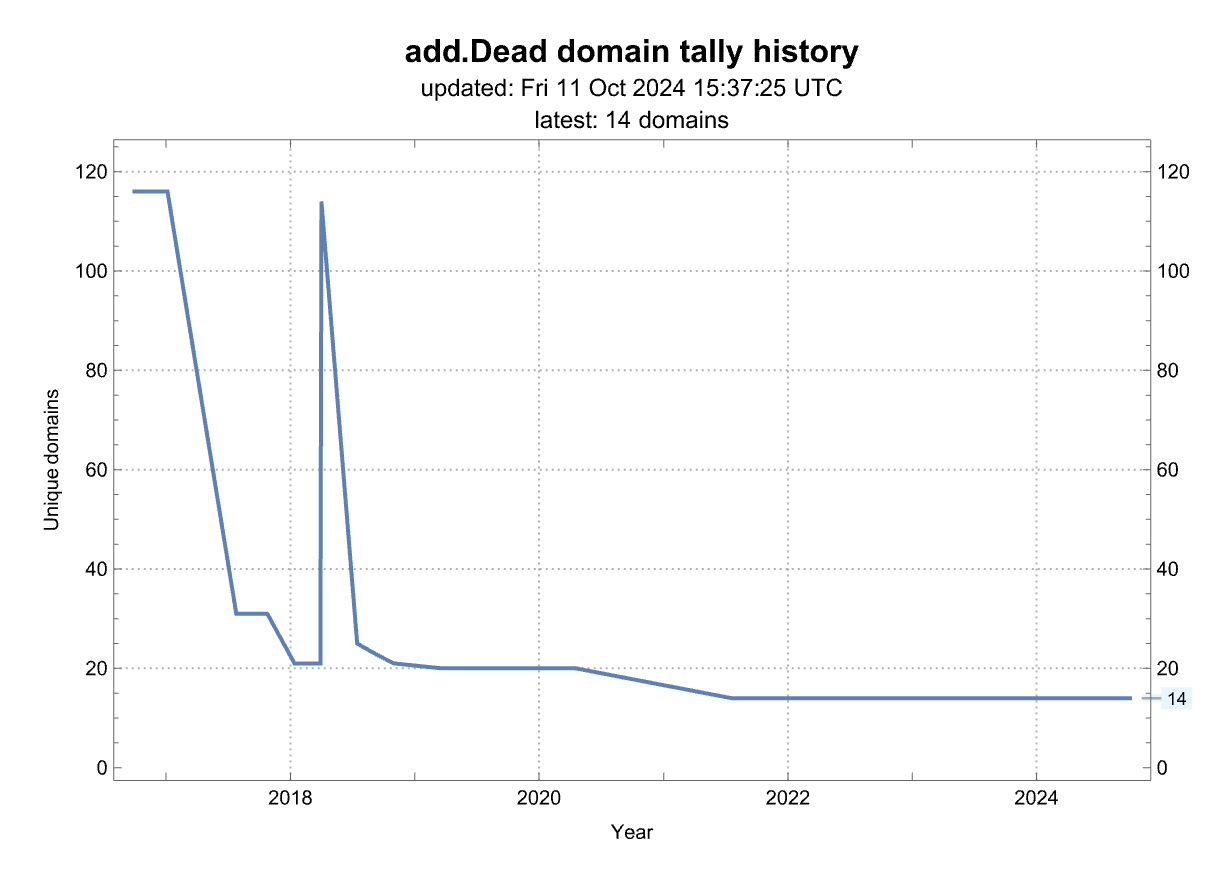 add.Dead domain tally history
updated: Fri 11 Oct 2024 15:37:25 UTC
latest: 14 domains
120 120
100 100
80 80
60 60
40 40
20 20
14
0 0
Unique domains
2018 2020 2022 2024
Year